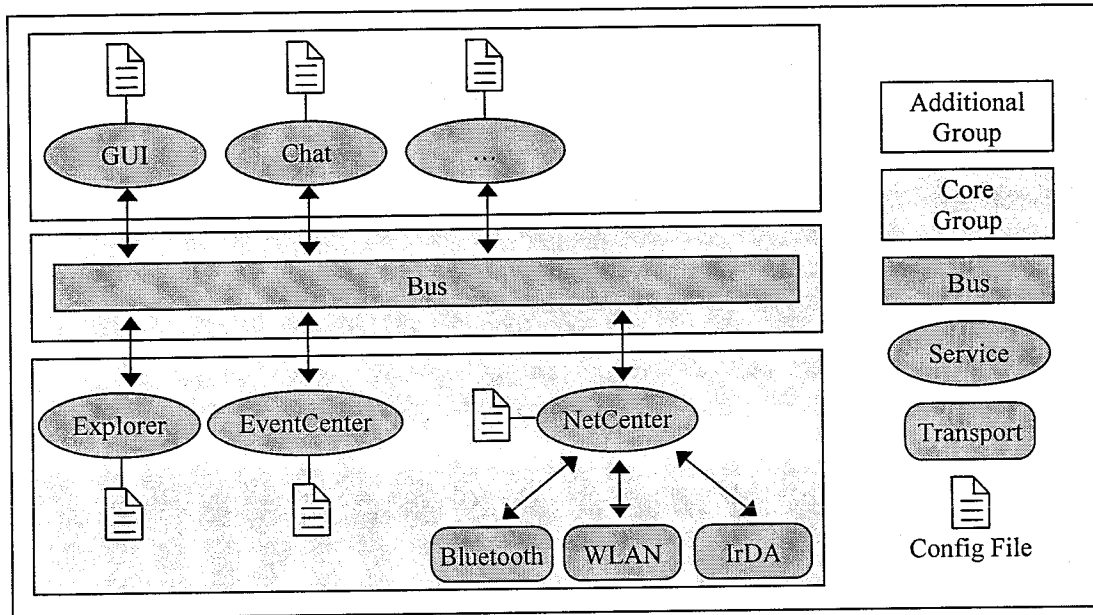 GUI
Chat
...
Bus
Explorer
EventCenter
NetCenter
Bluetooth
WLAN
IrDA
Additional
Group
Core
Group
Bus
Service
Transport
Config File